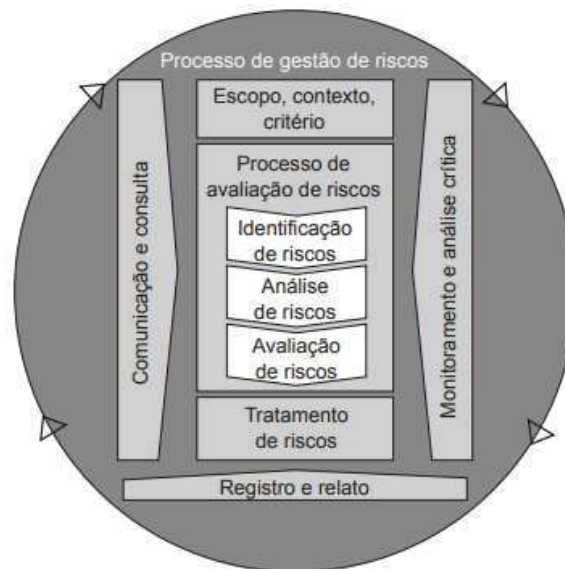 Processo de gestão de riscos
Escopo, contexto,
critério
Processo de
avaliação de riscos
Identificação
de riscos
Análise
de riscos
Avaliação
de riscos
Tratamento
de riscos
Comunicação e consulta
Monitoramento e análise crítica
Registro e relato